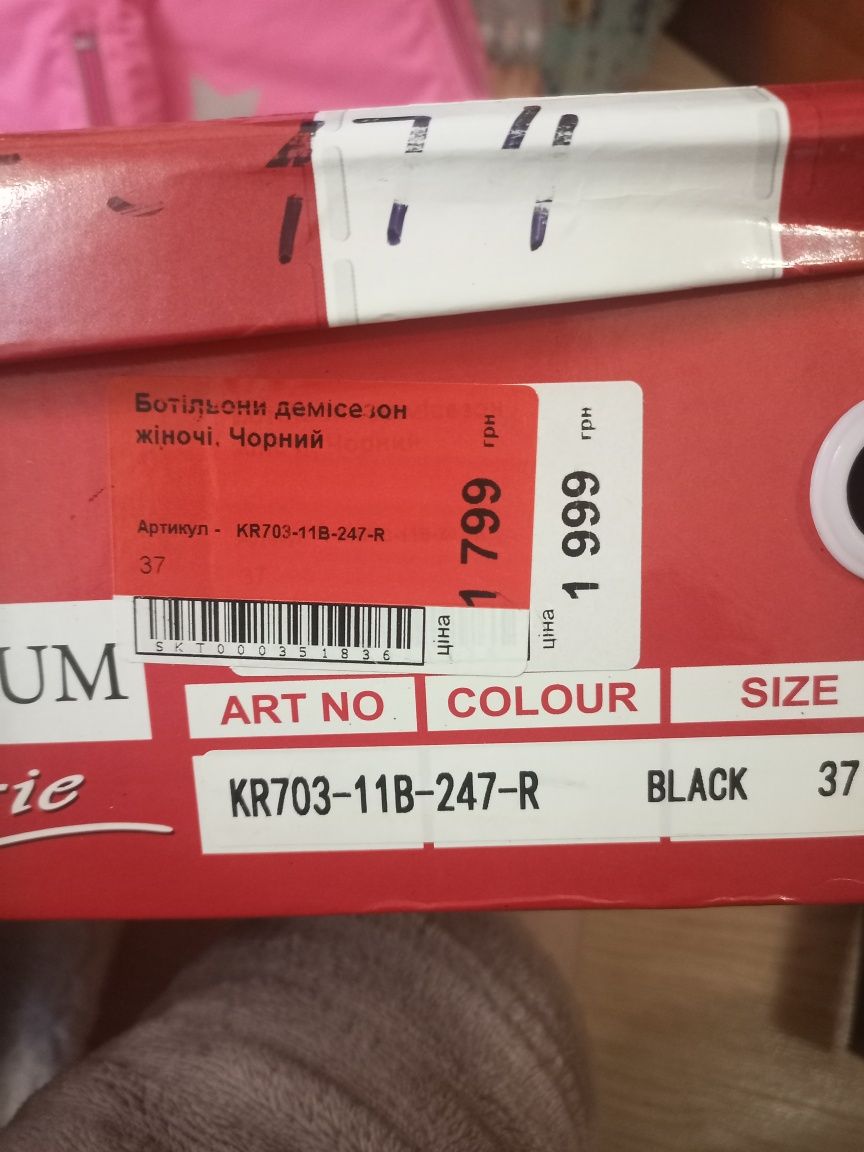 Ботільони демісезон
жіночі. Чорний
Артикул - KR703-11B-247-R
37
SKT000351836
ціна 1 799 грн
ціна 1 999 грн
UM
ART NO COLOUR SIZE
KR703-11B-247-R BLACK 37